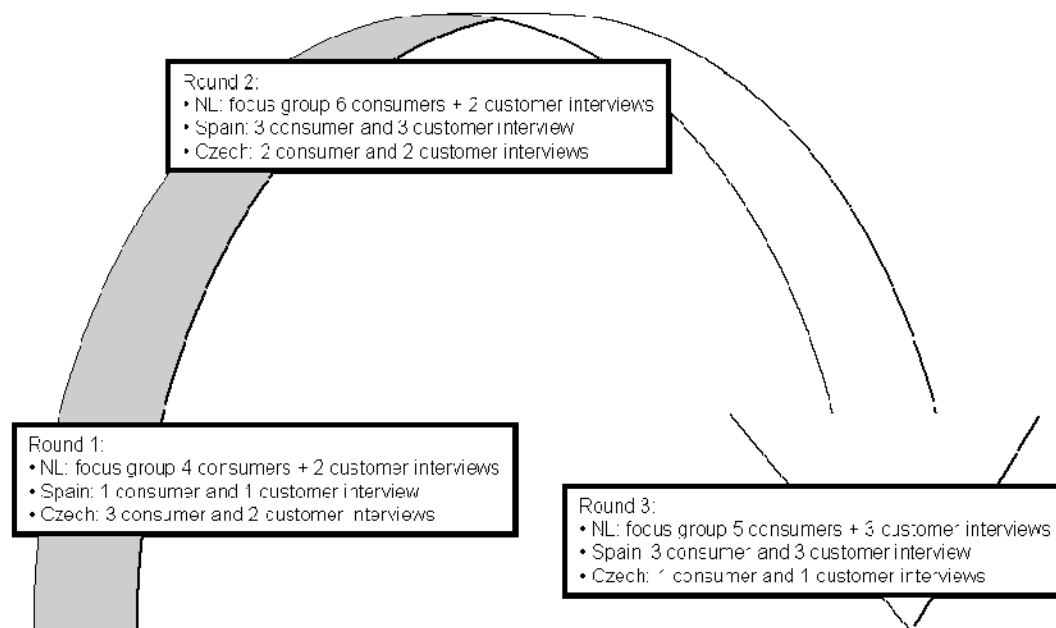 Round 2:
• NL: focus group 6 consumers + 2 customer interviews
• Spain: 3 consumer and 3 customer interview
• Czech: 2 consumer and 2 customer interviews
Round 1:
• NL: focus group 4 consumers + 2 customer interviews
• Spain: 1 consumer and 1 customer interview
• Czech: 3 consumer and 2 customer interviews
Round 3:
• NL: focus group 5 consumers + 3 customer interviews
• Spain: 3 consumer and 3 customer interview
• Czech: 1 consumer and 1 customer interviews